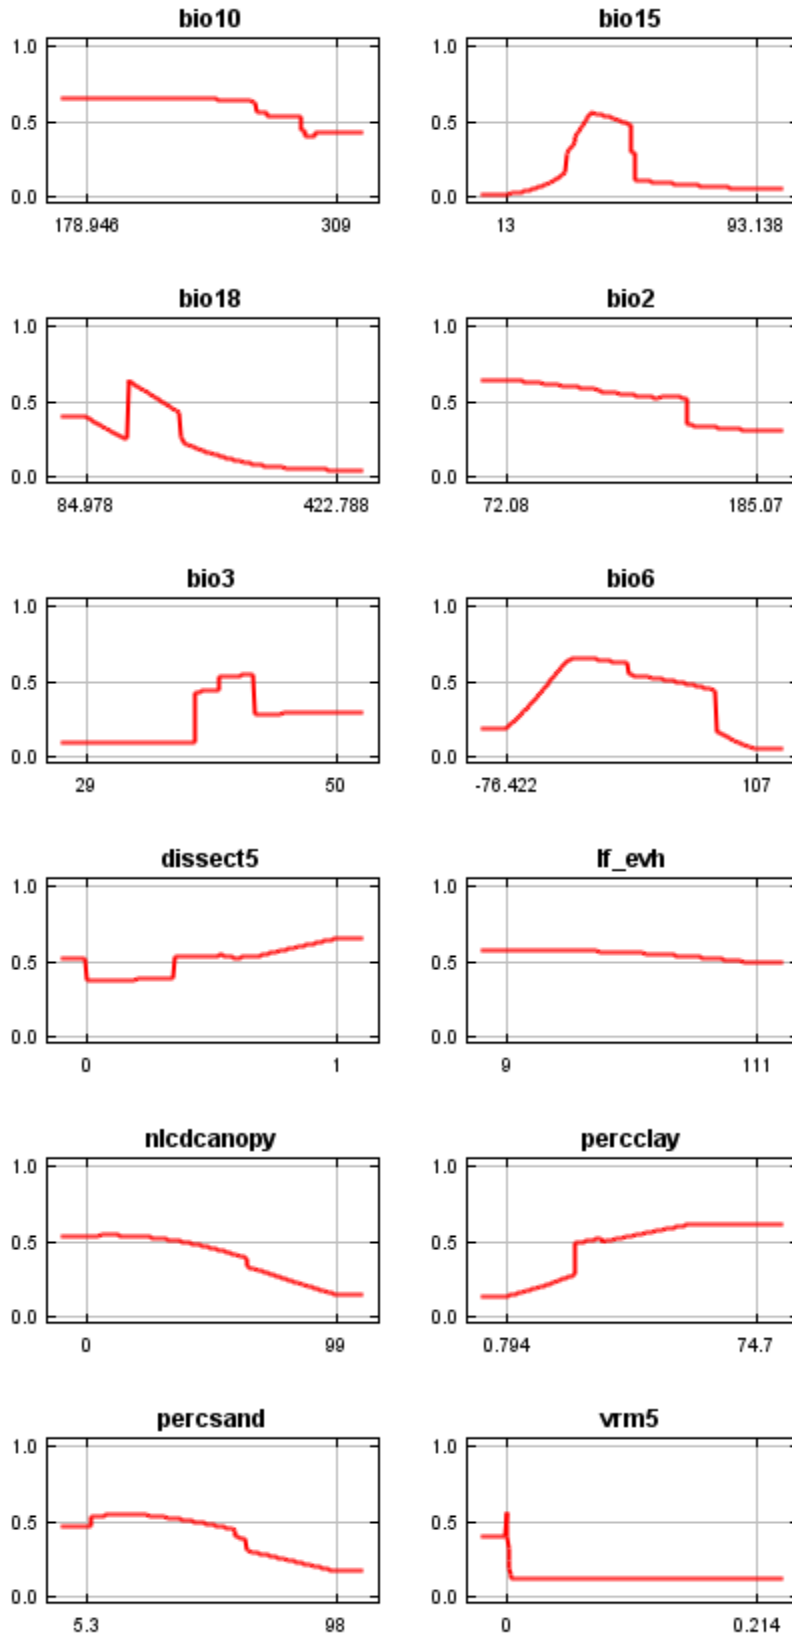 bio10 bio15
1.0 1.0
0.5 0.5
0.0 0.0
178.946 309 13 93.138
bio18 bio2
1.0 1.0
0.5 0.5
0.0 0.0
84.978 422.788 72.08 185.07
bio3 bio6
1.0 1.0
0.5 0.5
0.0 0.0
29 50 -76.422 107
dissect5 lf_evh
1.0 1.0
0.5 0.5
0.0 0.0
0 1 9 111
nlcdcanopy percclay
1.0 1.0
0.5 0.5
0.0 0.0
0 99 0.794 74.7
percsand vrm5
1.0 1.0
0.5 0.5
0.0 0.0
5.3 98 0 0.214